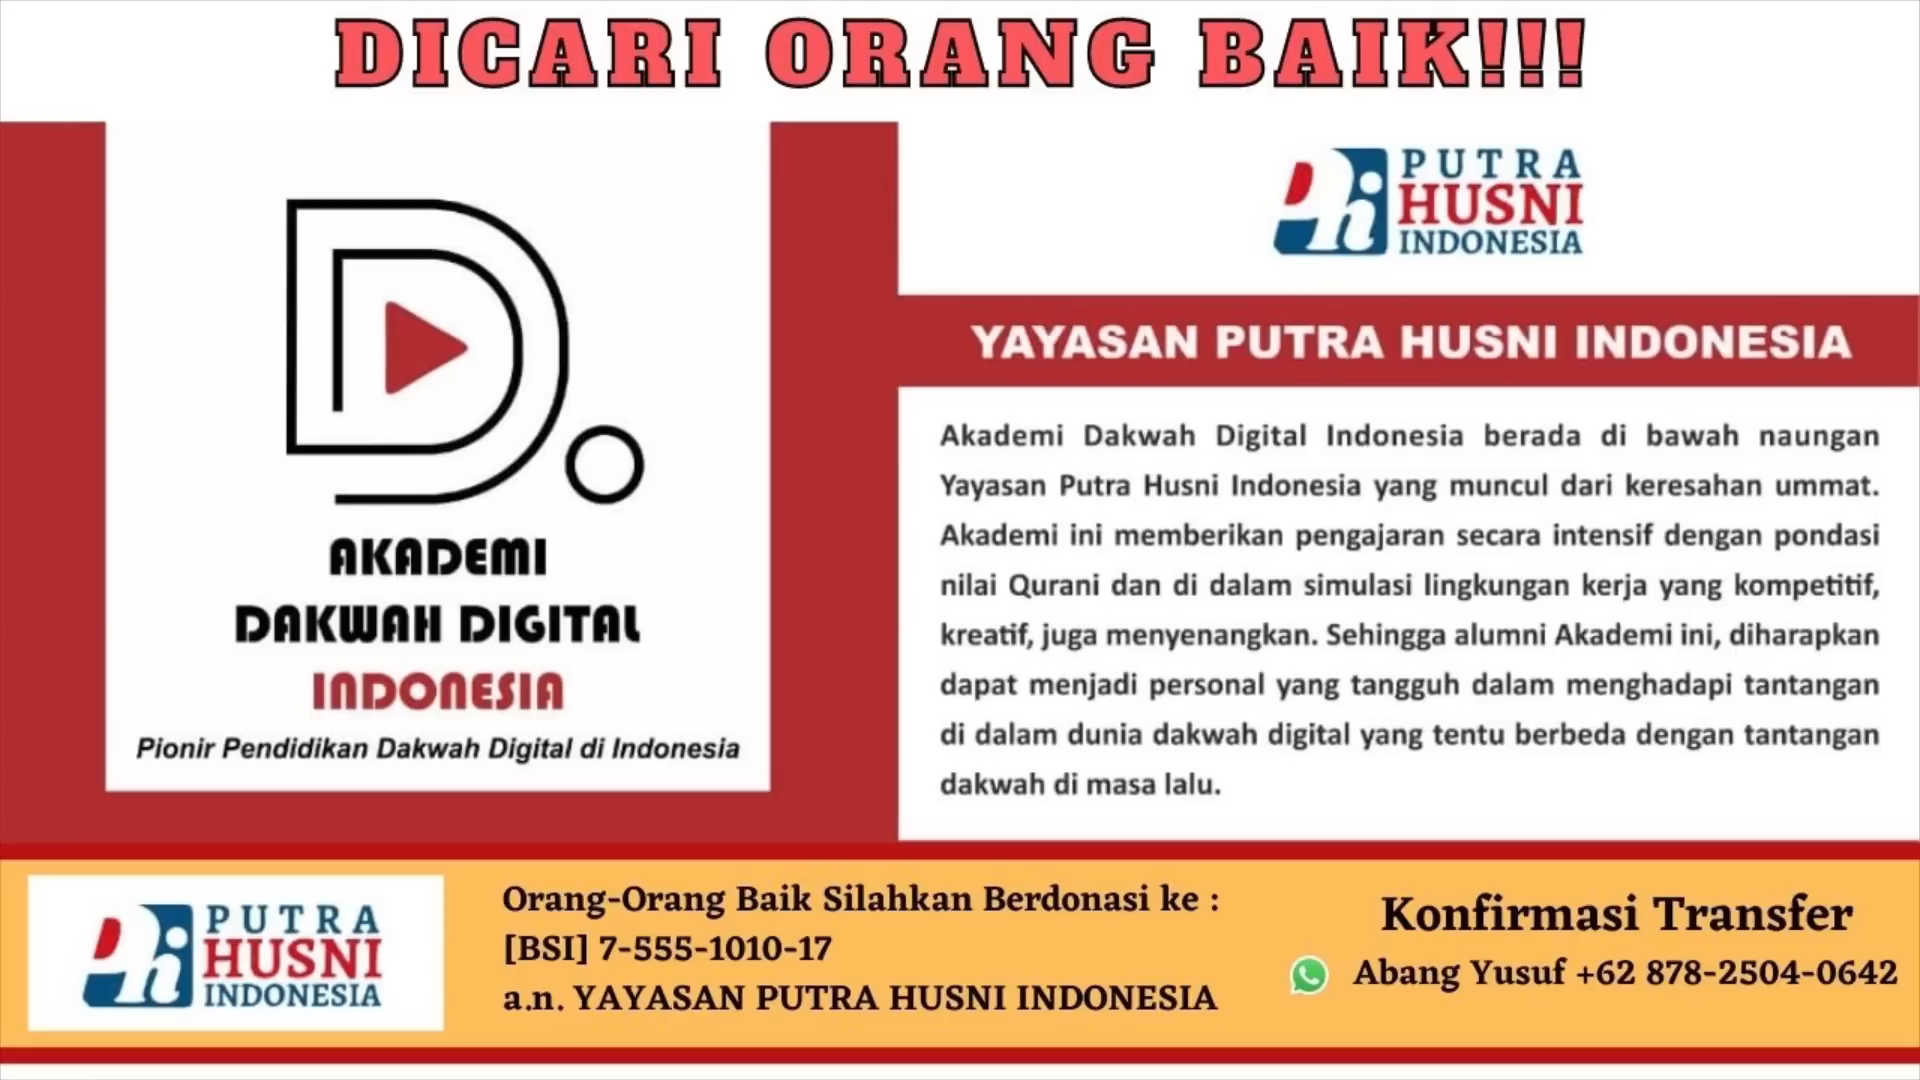 DICARI ORANG BAIK!!!
PUTRA
HUSNI
INDONESIA
YAYASAN PUTRA HUSNI INDONESIA
AKADEMI
DAKWAH DIGITAL
INDONESIA
Pionir Pendidikan Dakwah Digital di Indonesia
Akademi Dakwah Digital Indonesia berada di bawah naungan
Yayasan Putra Husni Indonesia yang muncul dari keresahan ummat.
Akademi ini memberikan pengajaran secara intensif dengan pondasi
nilai Qurani dan di dalam simulasi lingkungan kerja yang kompetitif,
kreatif, juga menyenangkan. Sehingga alumni Akademi ini, diharapkan
dapat menjadi personal yang tangguh dalam menghadapi tantangan
di dalam dunia dakwah digital yang tentu berbeda dengan tantangan
dakwah di masa lalu.
PUTRA
HUSNI
INDONESIA
Orang-Orang Baik Silahkan Berdonasi ke :
[BSI] 7-555-1010-17
a.n. YAYASAN PUTRA HUSNI INDONESIA
Konfirmasi Transfer
Abang Yusuf +62 878-2504-0642